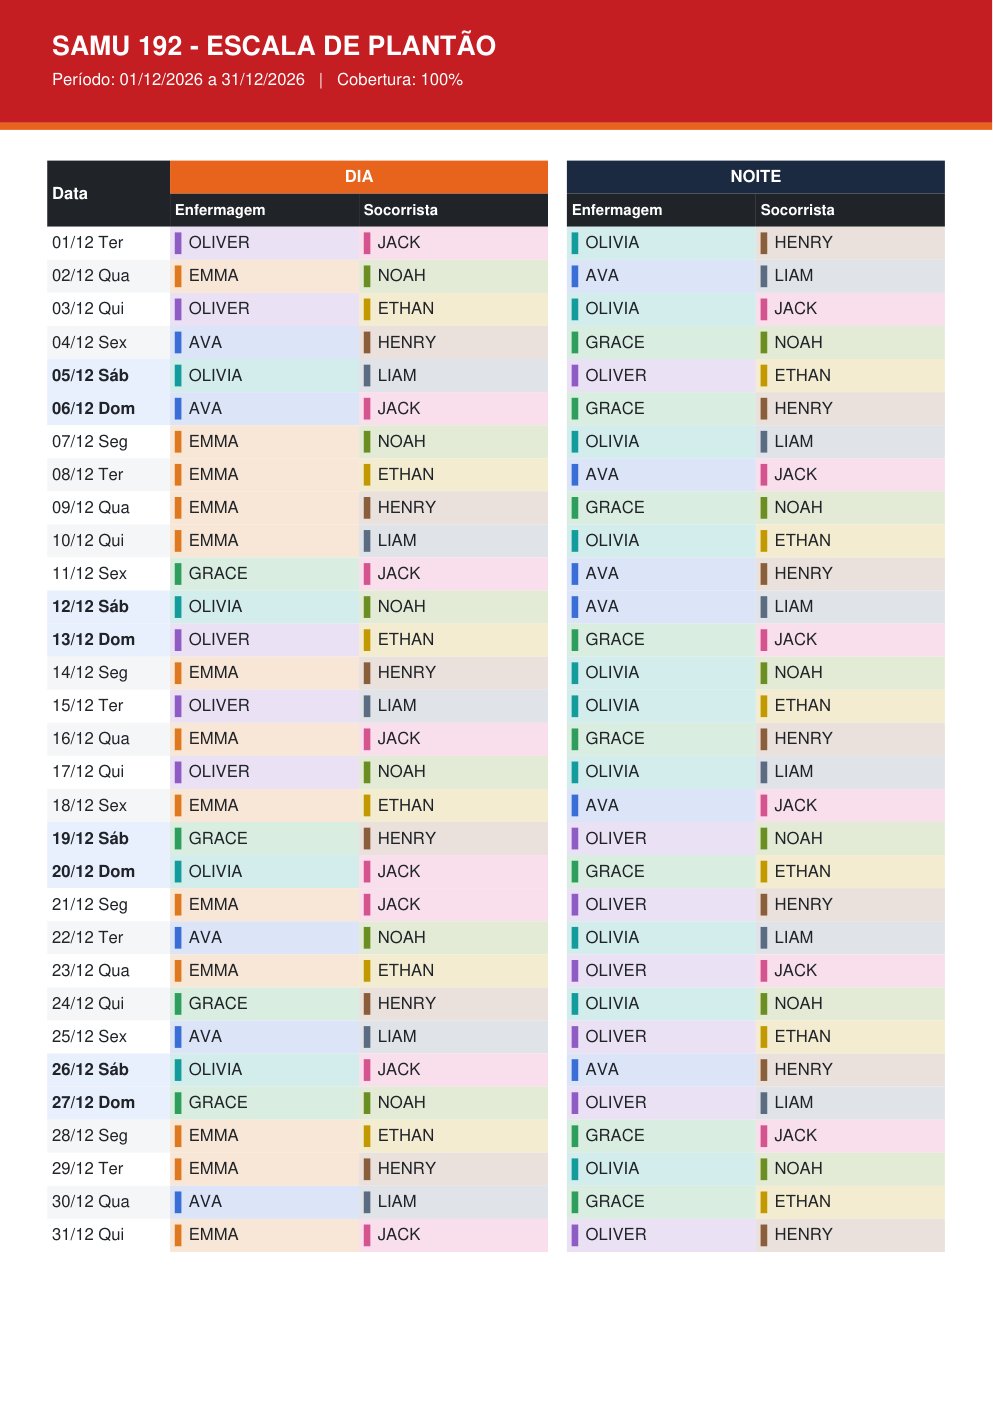 SAMU 192 - ESCALA DE PLANTÃO
Período: 01/12/2026 a 31/12/2026 | Cobertura: 100%
Data DIA NOITE
Enfermagem Socorrista Enfermagem Socorrista
01/12 Ter OLIVER JACK OLIVIA HENRY
02/12 Qua EMMA NOAH AVA LIAM
03/12 Qui OLIVER ETHAN OLIVIA JACK
04/12 Sex AVA HENRY GRACE NOAH
05/12 Sáb OLIVIA LIAM OLIVER ETHAN
06/12 Dom AVA JACK GRACE HENRY
07/12 Seg EMMA NOAH OLIVIA LIAM
08/12 Ter EMMA ETHAN AVA JACK
09/12 Qua EMMA HENRY GRACE NOAH
10/12 Qui EMMA LIAM OLIVIA ETHAN
11/12 Sex GRACE JACK AVA HENRY
12/12 Sáb OLIVIA NOAH AVA LIAM
13/12 Dom OLIVER ETHAN GRACE JACK
14/12 Seg EMMA HENRY OLIVIA NOAH
15/12 Ter OLIVER LIAM OLIVIA ETHAN
16/12 Qua EMMA JACK GRACE HENRY
17/12 Qui OLIVER NOAH OLIVIA LIAM
18/12 Sex EMMA ETHAN AVA JACK
19/12 Sáb GRACE HENRY OLIVER NOAH
20/12 Dom OLIVIA JACK GRACE ETHAN
21/12 Seg EMMA JACK OLIVER HENRY
22/12 Ter AVA NOAH OLIVIA LIAM
23/12 Qua EMMA ETHAN OLIVER JACK
24/12 Qui GRACE HENRY OLIVIA NOAH
25/12 Sex AVA LIAM OLIVER ETHAN
26/12 Sáb OLIVIA JACK AVA HENRY
27/12 Dom GRACE NOAH OLIVER LIAM
28/12 Seg EMMA ETHAN GRACE JACK
29/12 Ter EMMA HENRY OLIVIA NOAH
30/12 Qua AVA LIAM GRACE ETHAN
31/12 Qui EMMA JACK OLIVER HENRY